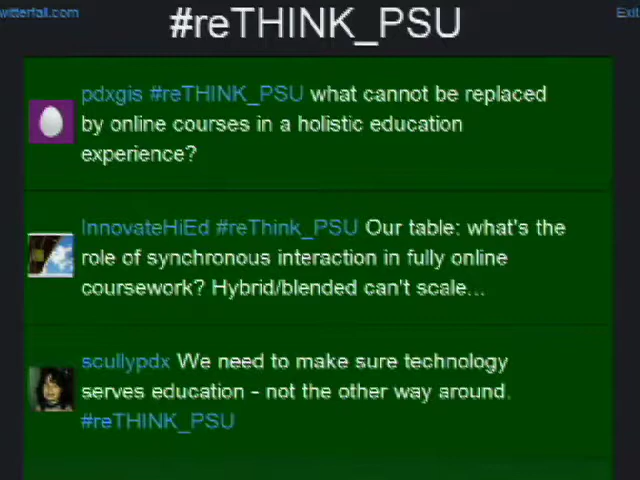 witterfall.com
#reTHINK_PSU
Exit
pdxgis #reTHINK_PSU what cannot be replaced
by online courses in a holistic education
experience?
InnovateHiEd #reThink_PSU Our table: what's the
role of synchronous interaction in fully online
coursework? Hybrid/blended can't scale...
scullypdx We need to make sure technology
serves education - not the other way around.
#reTHINK_PSU